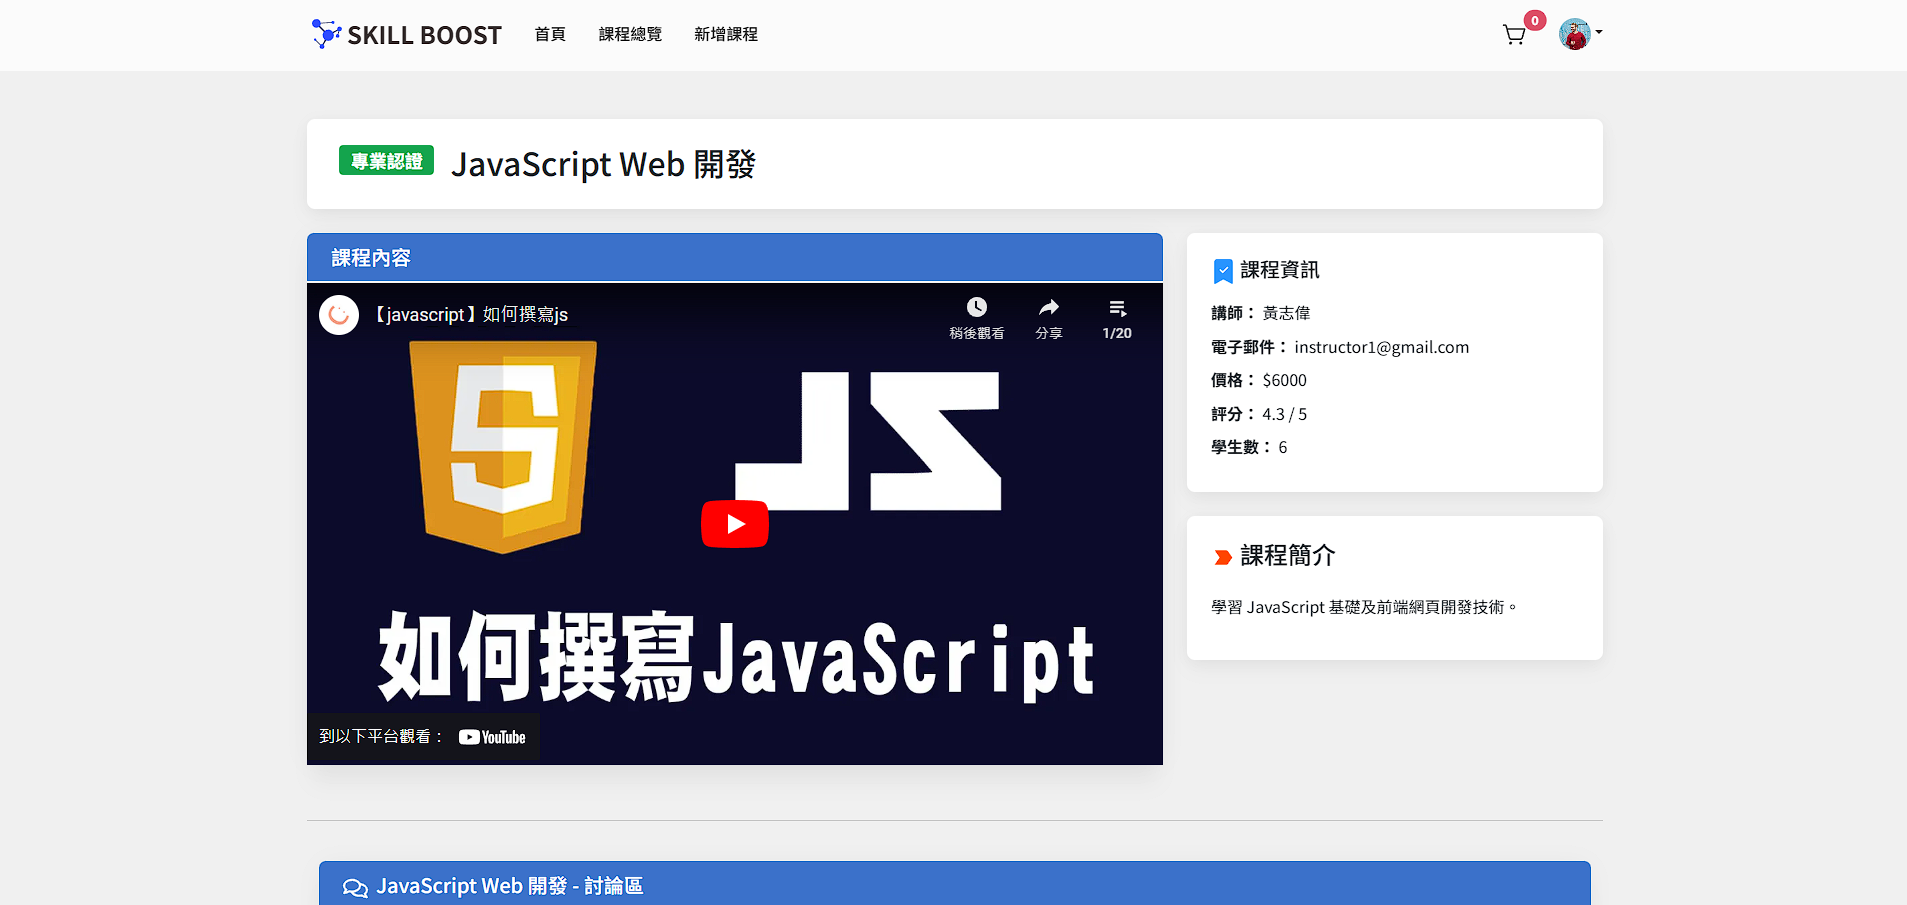 SKILL BOOST 首頁 課程總覽 新增課程 0
專業認證 JavaScript Web 開發
課程內容
【javascript】如何撰寫js
稍後觀看 分享 1/20
JS
如何撰寫JavaScript
到以下平台觀看： YouTube
課程資訊
講師： 黃志偉
電子郵件： instructor1@gmail.com
價格： $6000
評分： 4.3 / 5
學生數： 6
課程簡介
學習 JavaScript 基礎及前端網頁開發技術。
JavaScript Web 開發 - 討論區